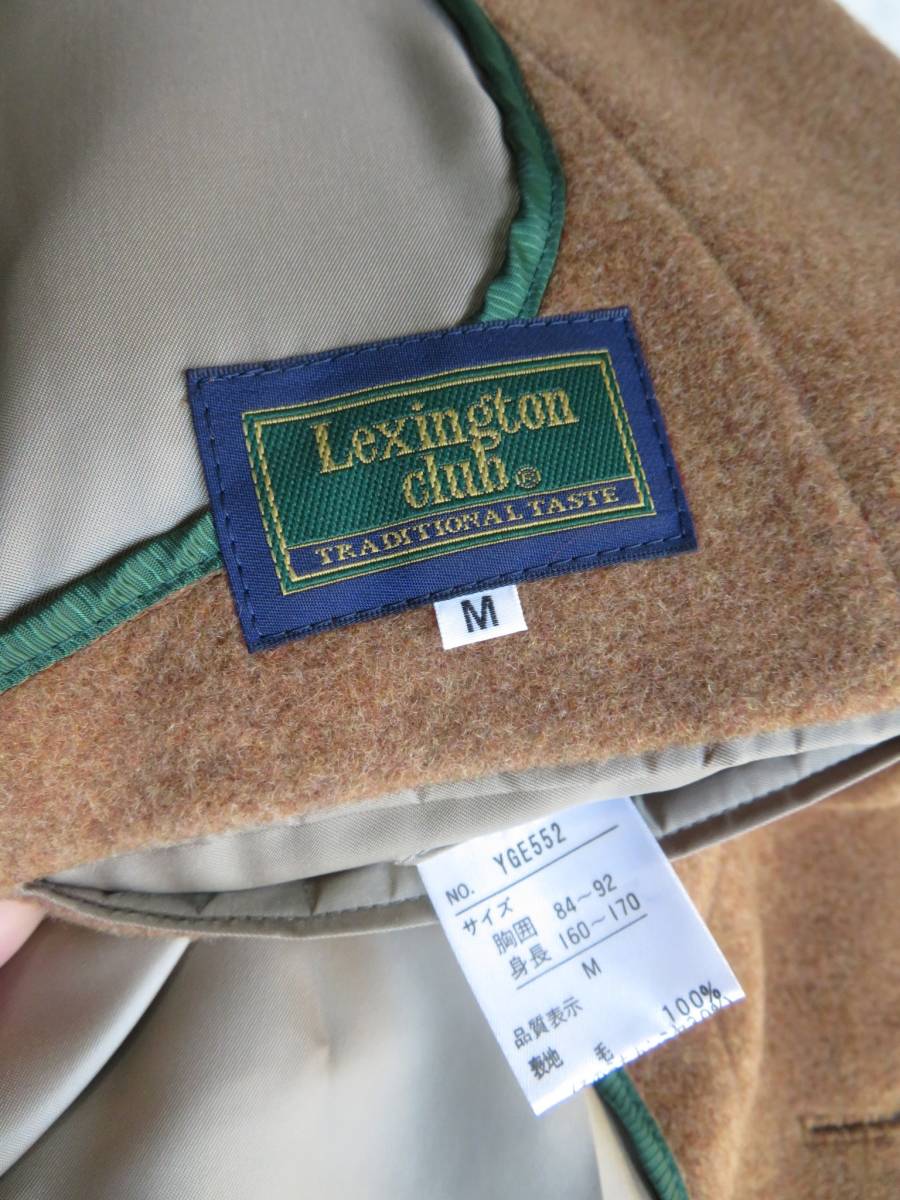 Lexington
club®
TRADITIONAL TASTE
M
NO. YGE552
サイズ
胸囲 84〜92
身長 160〜170
M
品質表示
表地 毛 100%